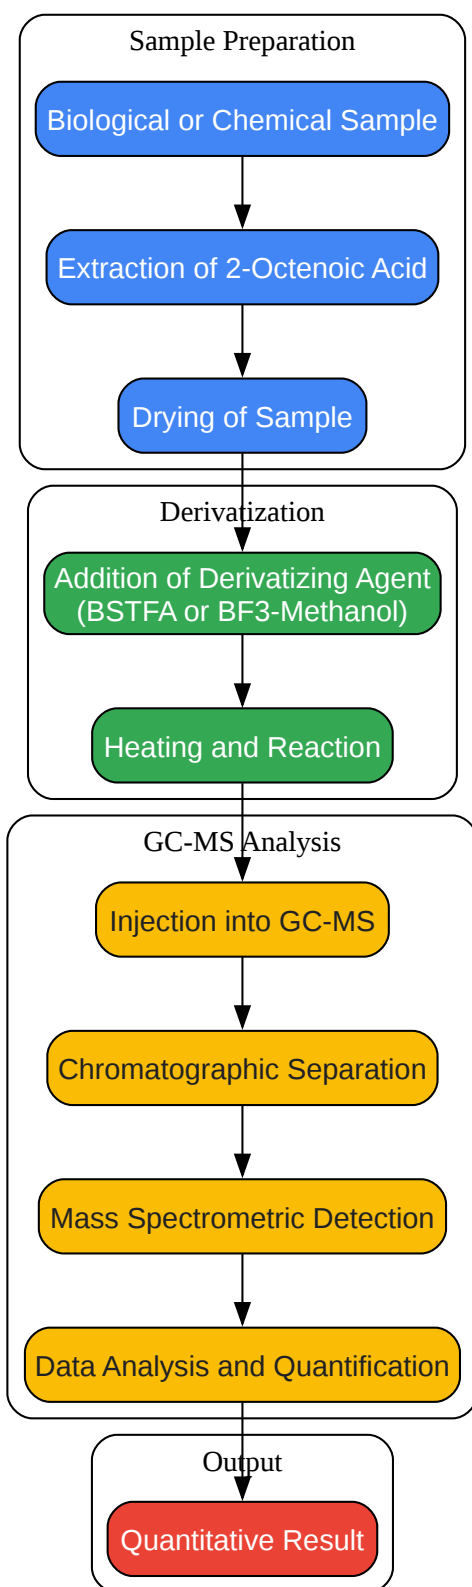 Sample Preparation
Biological or Chemical Sample
Extraction of 2-Octenoic Acid
Drying of Sample
Derivatization
Addition of Derivatizing Agent
(BSTFA or BF3-Methanol)
Heating and Reaction
GC-MS Analysis
Injection into GC-MS
Chromatographic Separation
Mass Spectrometric Detection
Data Analysis and Quantification
Output
Quantitative Result